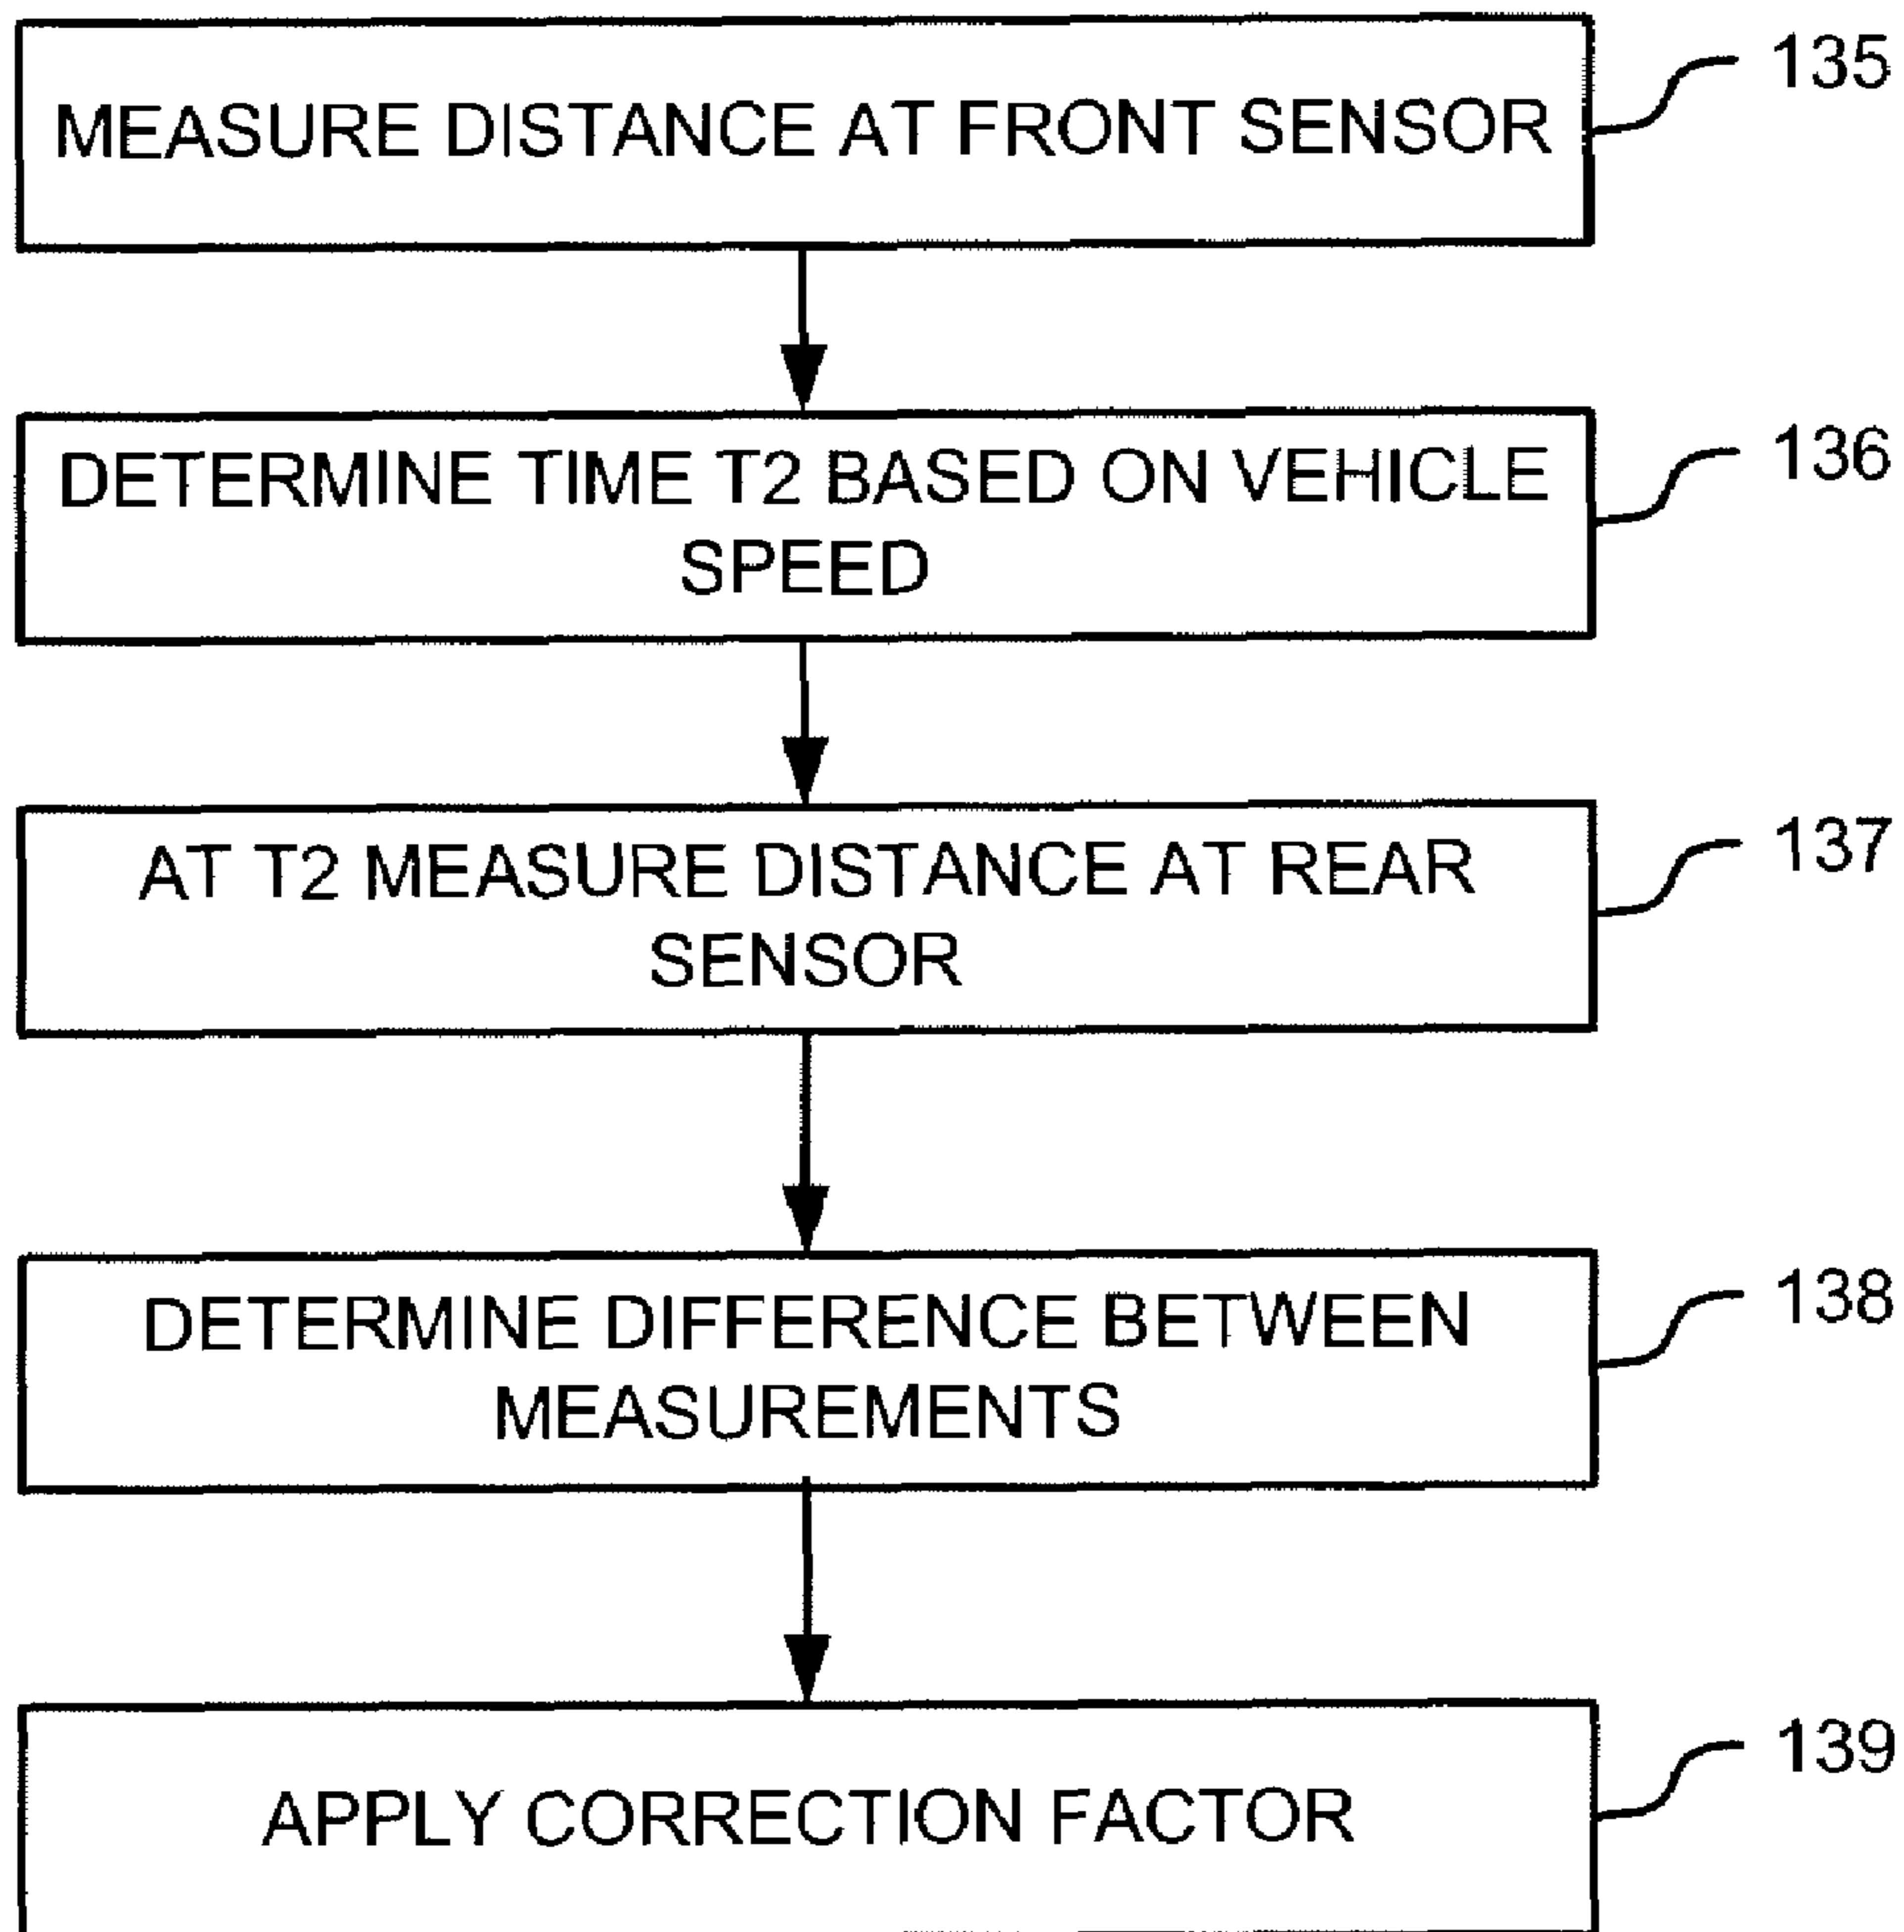 MEASURE DISTANCE AT FRONT SENSOR
135
DETERMINE TIME T2 BASED ON VEHICLE
SPEED
136
AT T2 MEASURE DISTANCE AT REAR
SENSOR
137
DETERMINE DIFFERENCE BETWEEN
MEASUREMENTS
138
APPLY CORRECTION FACTOR
139